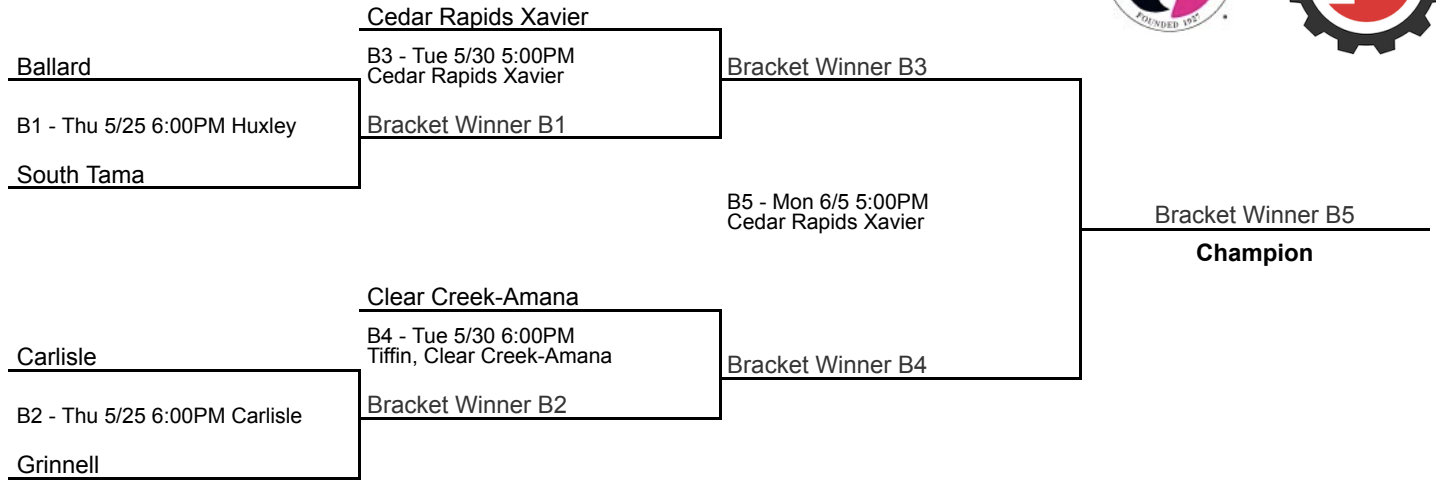 Cedar Rapids Xavier
FOUNDED 1927
Ballard
B3 - Tue 5/30 5:00PM
Cedar Rapids Xavier
Bracket Winner B3
B1 - Thu 5/25 6:00PM Huxley
Bracket Winner B1
South Tama
B5 - Mon 6/5 5:00PM
Cedar Rapids Xavier
Bracket Winner B5
Champion
Clear Creek-Amana
B4 - Tue 5/30 6:00PM
Tiffin, Clear Creek-Amana
Carlisle
Bracket Winner B4
B2 - Thu 5/25 6:00PM Carlisle
Bracket Winner B2
Grinnell